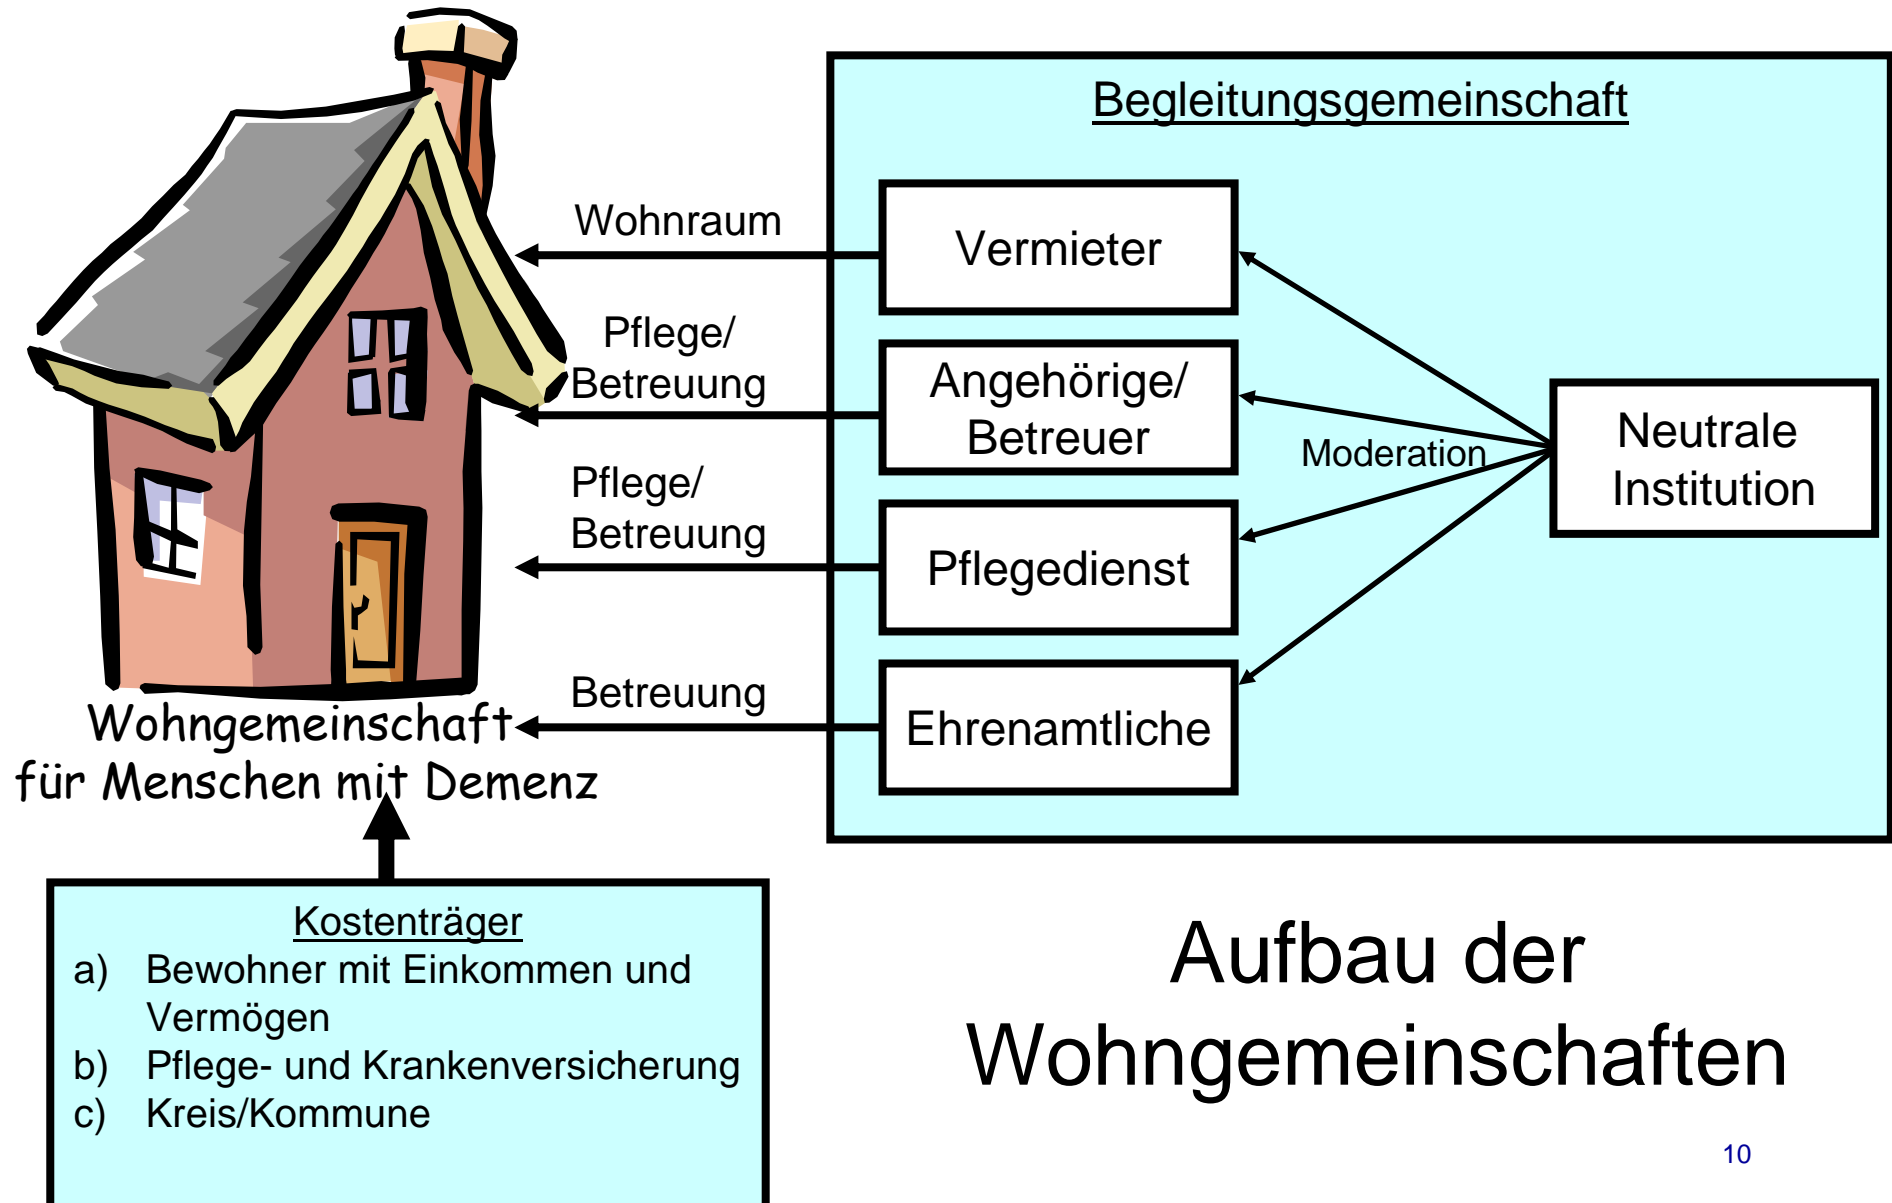 Begleitungsgemeinschaft
Wohnraum
Vermieter
Pflege/
Betreuung
Angehörige/
Betreuer
Moderation
Neutrale
Institution
Pflege/
Betreuung
Pflegedienst
Betreuung
Ehrenamtliche
Wohngemeinschaft
für Menschen mit Demenz
Kostenträger
a) Bewohner mit Einkommen und
Vermögen
b) Pflege- und Krankenversicherung
c) Kreis/Kommune
Aufbau der
Wohngemeinschaften
10